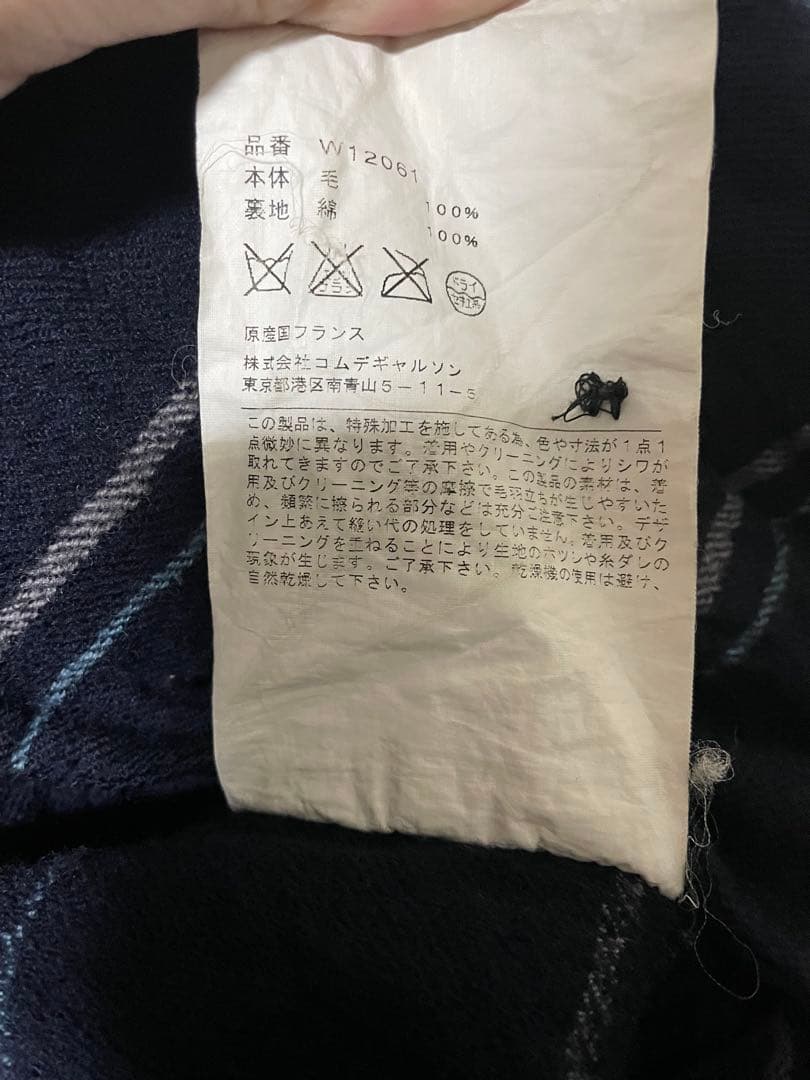 品番 W12061
本体 毛 100%
裏地 綿 100%
ドライ
原産国フランス
株式会社コムデギャルソン
東京都港区南青山5-11-5
この製品は、特殊加工を施してある為、色や寸法が1点1
点微妙に異なります。着用やクリーニングによりシワが
取れてきますのでご了承下さい。この製品の素材は、着
用及びクリーニング等の摩擦で毛羽立ちが生じやすいた
め、頻繁に擦られる部分などは充分ご注意下さい。デザ
イン上あえて縫い代の処理をしていません。着用及びク
リーニングを重ねることにより生地のホツレや糸ダレの
現象が生じます。ご了承下さい。乾燥機の使用は避け、
自然乾燥して下さい。